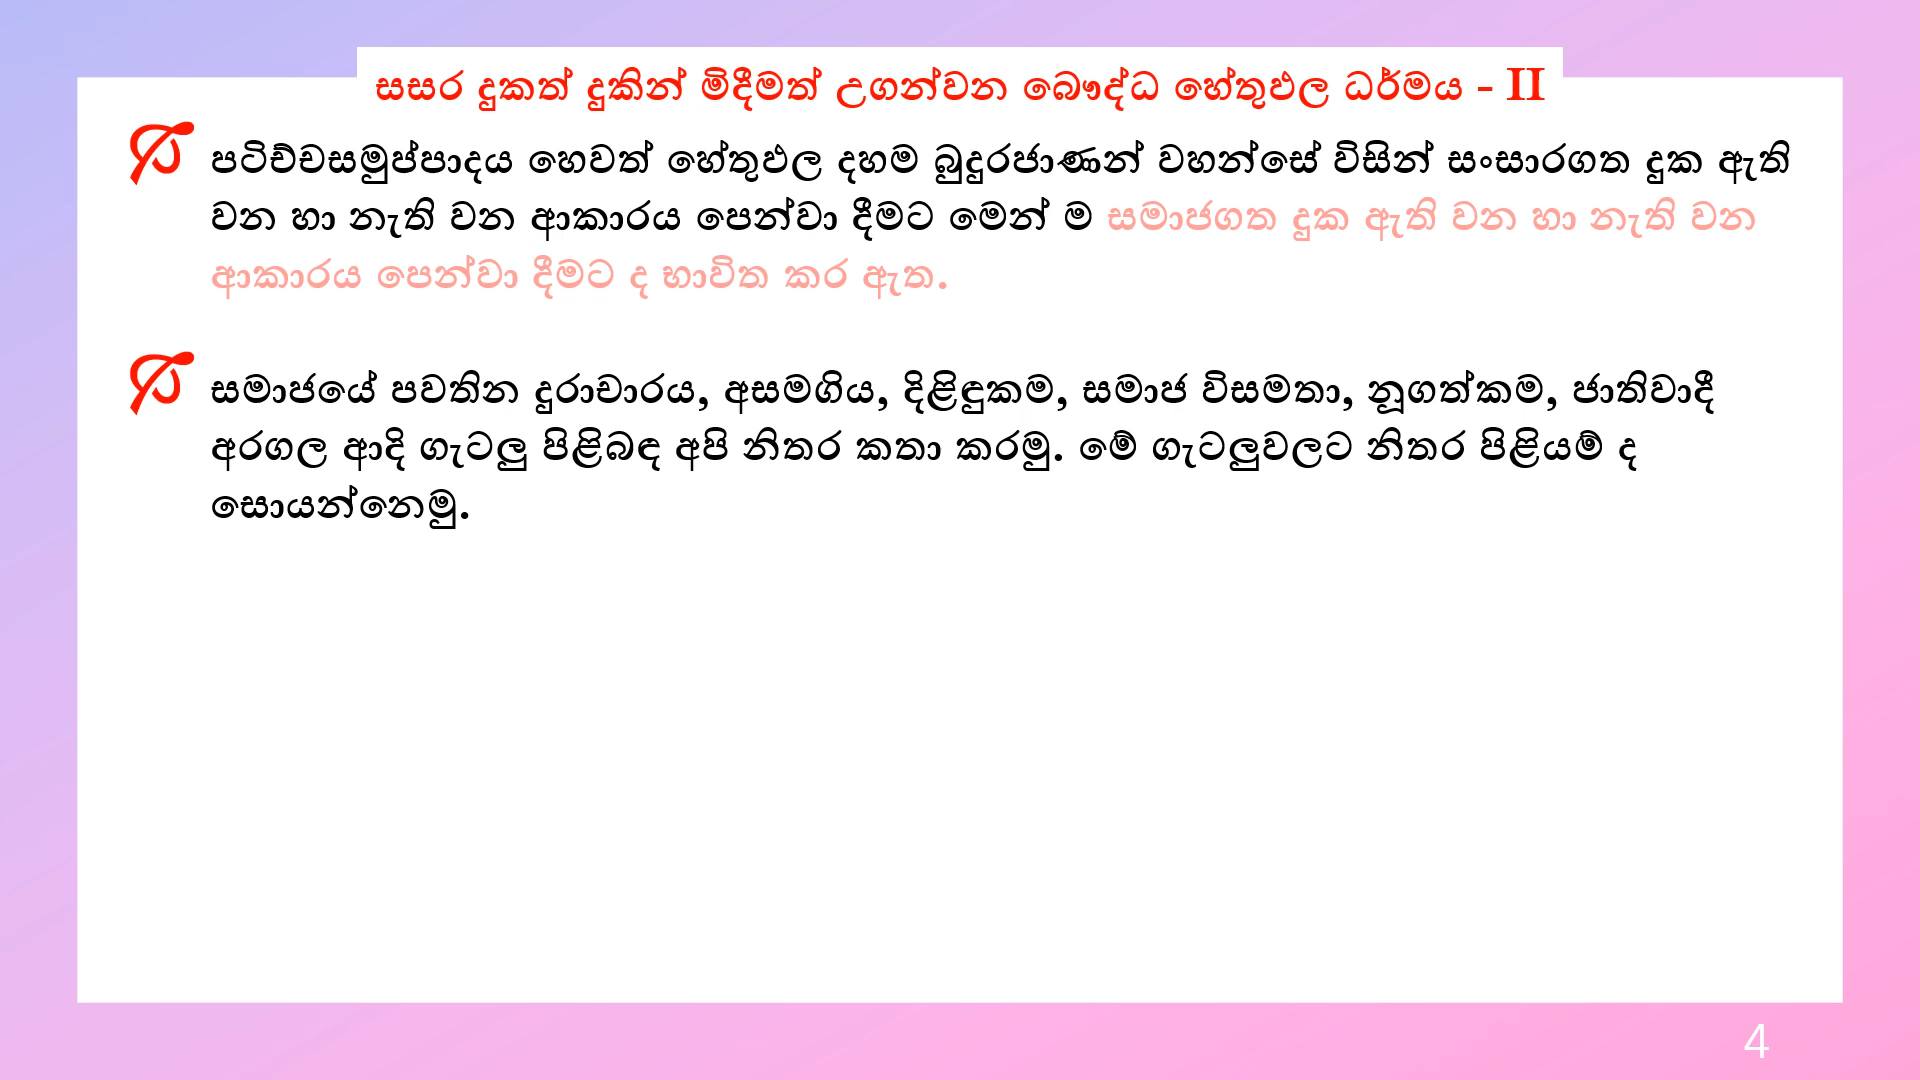 සසර දුකත් දුකින් මිදීමත් උගන්වන බෞද්ධ හේතුඵල ධර්මය - II
පටිච්චසමුප්පාදය හෙවත් හේතුඵල දහම බුදුරජාණන් වහන්සේ විසින් සංසාරගත දුක ඇති
වන හා නැති වන ආකාරය පෙන්වා දීමට මෙන් ම සමාජගත දුක ඇති වන හා නැති වන
ආකාරය පෙන්වා දීමට ද භාවිත කර ඇත.
සමාජයේ පවතින දුරාචාරය, අසමගිය, දිළිඳුකම, සමාජ විසමතා, නූගත්කම, ජාතිවාදී
අරගල ආදි ගැටලු පිළිබඳ අපි නිතර කතා කරමු. මේ ගැටලුවලට නිතර පිළියම් ද
සොයන්නෙමු.
4